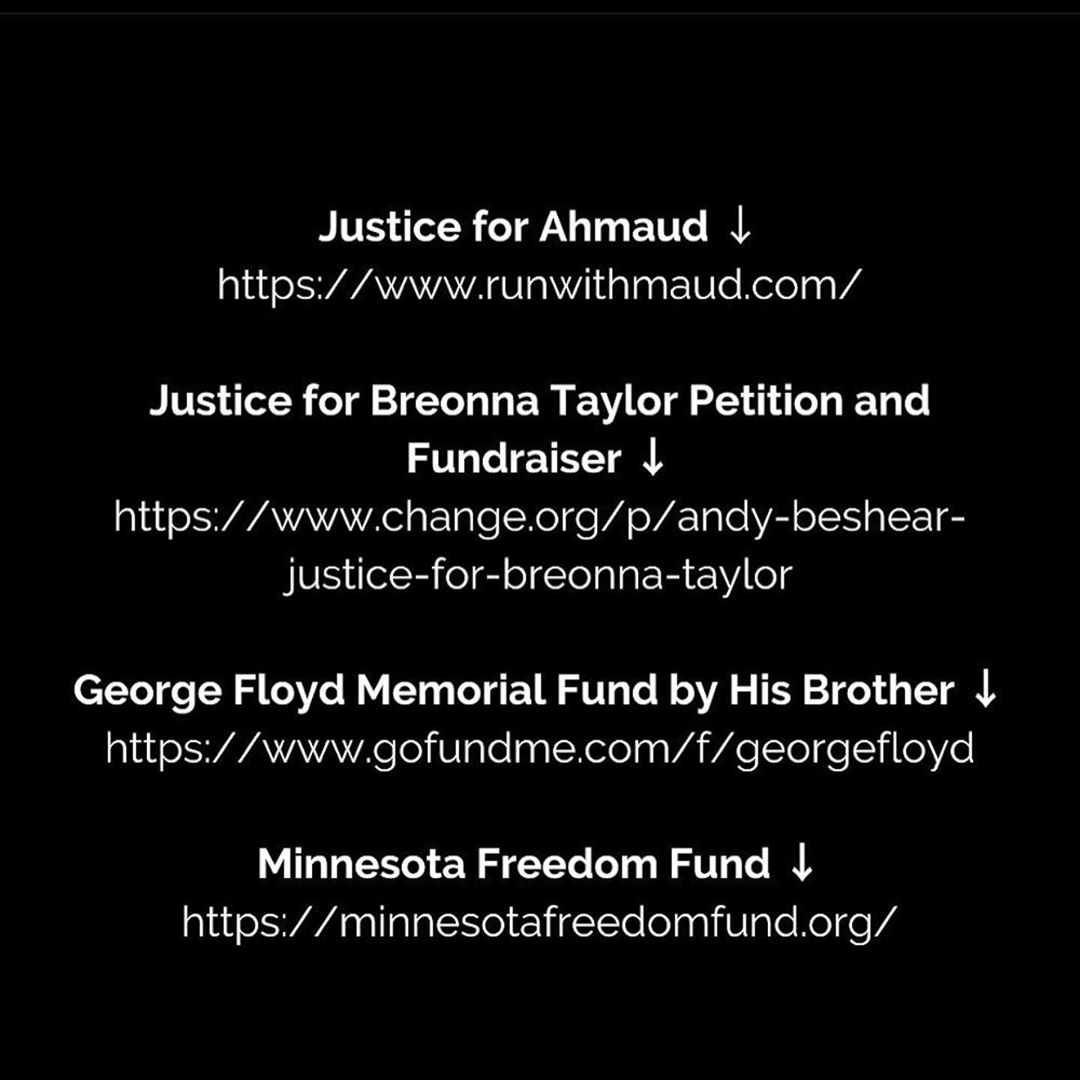 Justice for Ahmaud ↓
https://www.runwithmaud.com/
Justice for Breonna Taylor Petition and
Fundraiser ↓
https://www.change.org/p/andy-beshear-
justice-for-breonna-taylor
George Floyd Memorial Fund by His Brother ↓
https://www.gofundme.com/f/georgefloyd
Minnesota Freedom Fund ↓
https://minnesotafreedomfund.org/